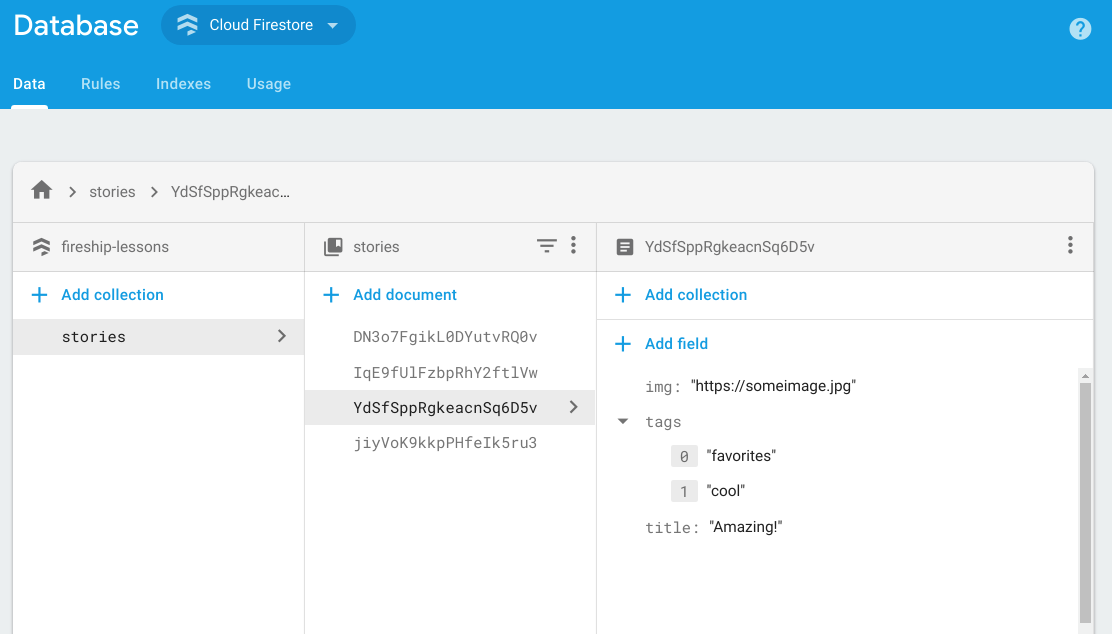 Database
Cloud Firestore
Data Rules Indexes Usage
stories YdSfSppRgkeac...
fireship-lessons
Add collection
stories
stories
Add document
DN3o7FgikL0DYutvRQ0v
IqE9fUlFzbpRhY2ftlVw
YdSfSppRgkeacnSq6D5v
jiyVoK9kkpPHfeIk5ru3
YdSfSppRgkeacnSq6D5v
Add collection
Add field
img: "https://someimage.jpg"
tags
0 "favorites"
1 "cool"
title: "Amazing!"